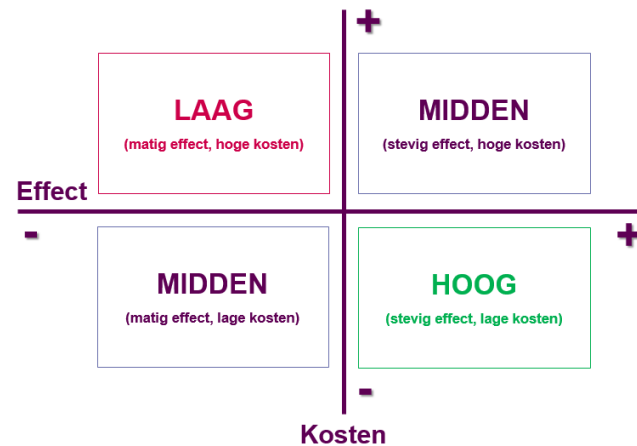 +
LAAG
(matig effect, hoge kosten)
MIDDEN
(stevig effect, hoge kosten)
Effect
-
+
MIDDEN
(matig effect, lage kosten)
HOOG
(stevig effect, lage kosten)
-
Kosten